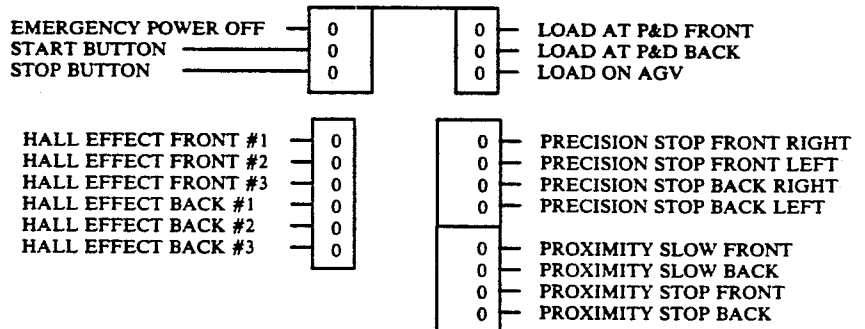 EMERGENCY POWER OFF 0
START BUTTON 0
STOP BUTTON 0
0 LOAD AT P&D FRONT
0 LOAD AT P&D BACK
0 LOAD ON AGV
HALL EFFECT FRONT #1 0
HALL EFFECT FRONT #2 0
HALL EFFECT FRONT #3 0
HALL EFFECT BACK #1 0
HALL EFFECT BACK #2 0
HALL EFFECT BACK #3 0
0 PRECISION STOP FRONT RIGHT
0 PRECISION STOP FRONT LEFT
0 PRECISION STOP BACK RIGHT
0 PRECISION STOP BACK LEFT
0 PROXIMITY SLOW FRONT
0 PROXIMITY SLOW BACK
0 PROXIMITY STOP FRONT
0 PROXIMITY STOP BACK